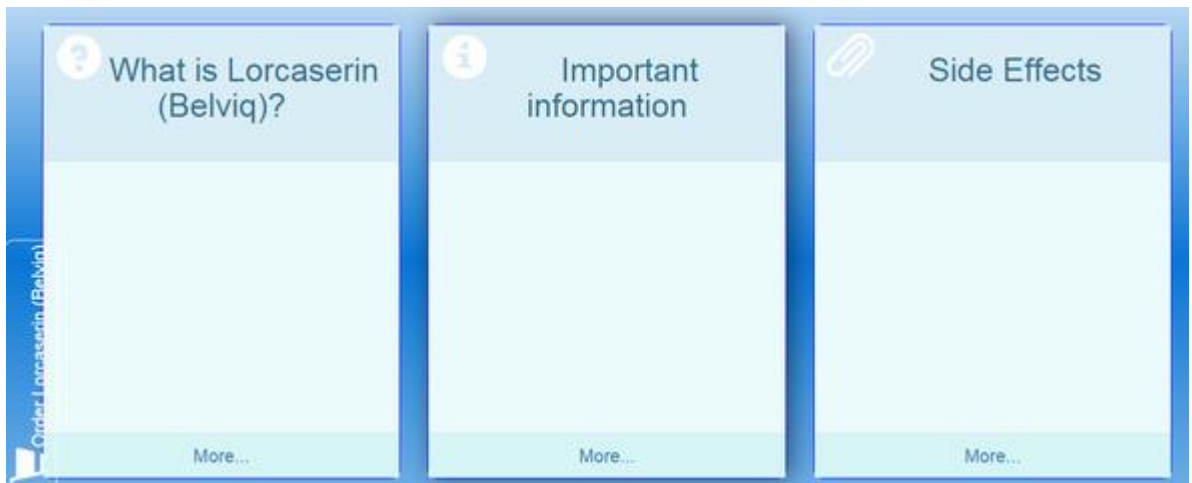 What is Lorcaserin
(Belviq)?
More...
Important
information
More...
Side Effects
More...
Order Lorcaserin (Belviq)